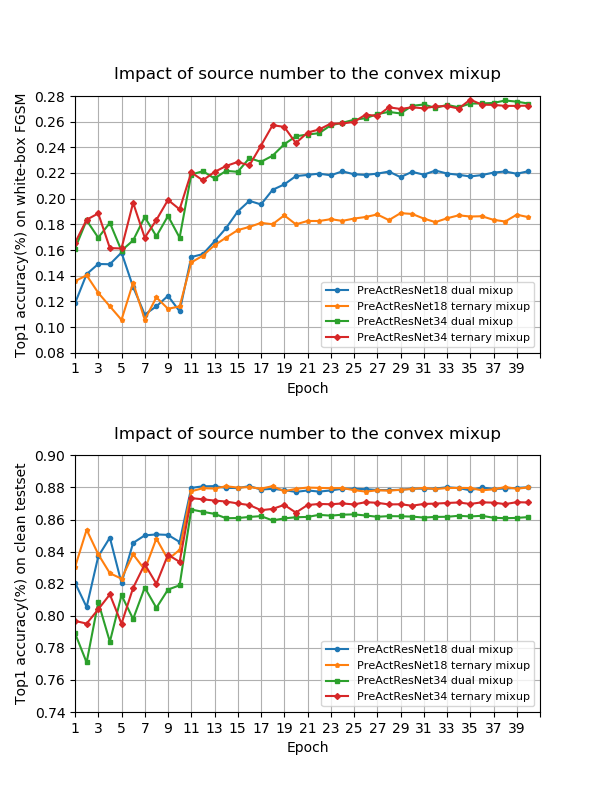 Impact of source number to the convex mixup
Top1 accuracy(%) on white-box FGSM
0.28
0.26
0.24
0.22
0.20
0.18
0.16
0.14
0.12
0.10
0.08
PreActResNet18 dual mixup
PreActResNet18 ternary mixup
PreActResNet34 dual mixup
PreActResNet34 ternary mixup
1 3 5 7 9 11 13 15 17 19 21 23 25 27 29 31 33 35 37 39
Epoch
Impact of source number to the convex mixup
Top1 accuracy(%) on clean testset
0.90
0.88
0.86
0.84
0.82
0.80
0.78
0.76
0.74
PreActResNet18 dual mixup
PreActResNet18 ternary mixup
PreActResNet34 dual mixup
PreActResNet34 ternary mixup
1 3 5 7 9 11 13 15 17 19 21 23 25 27 29 31 33 35 37 39
Epoch